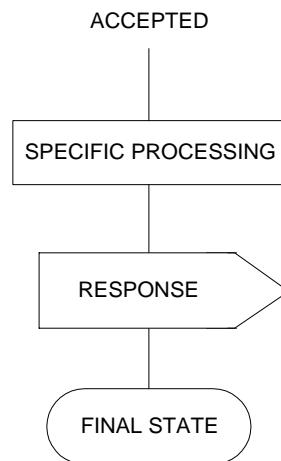 ACCEPTED
SPECIFIC PROCESSING
RESPONSE
FINAL STATE